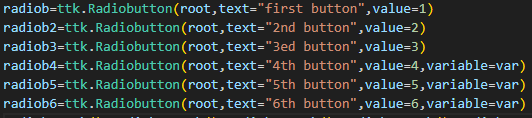 radiob=ttk.Radiobutton(root,text="first button",value=1)
radiob2=ttk.Radiobutton(root,text="2nd button",value=2)
radiob3=ttk.Radiobutton(root,text="3ed button",value=3)
radiob4=ttk.Radiobutton(root,text="4th button",value=4,variable=var)
radiob5=ttk.Radiobutton(root,text="5th button",value=5,variable=var)
radiob6=ttk.Radiobutton(root,text="6th button",value=6,variable=var)